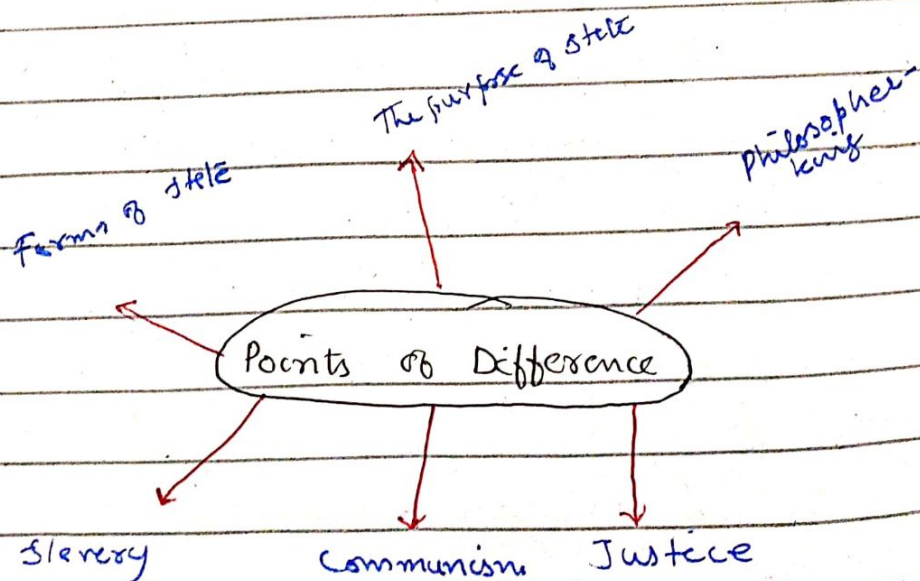 The purpose of state
Philosopher-
king
Forms of state
Points of Difference
Slavery
Communism
Justice